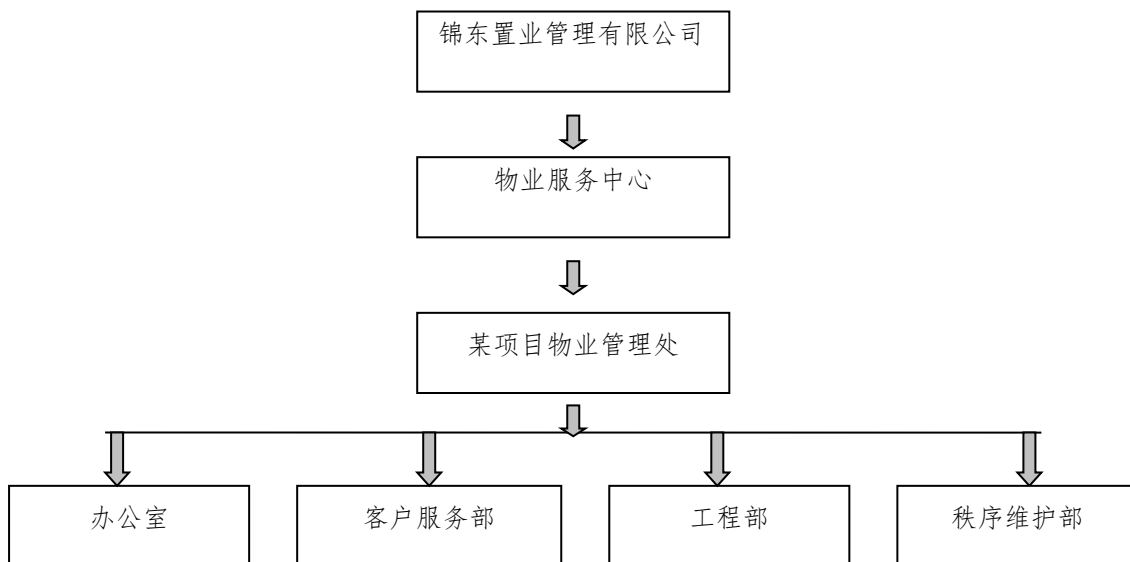 锦东置业管理有限公司
物业服务中心
某项目物业管理处
办公室
客户服务部
工程部
秩序维护部